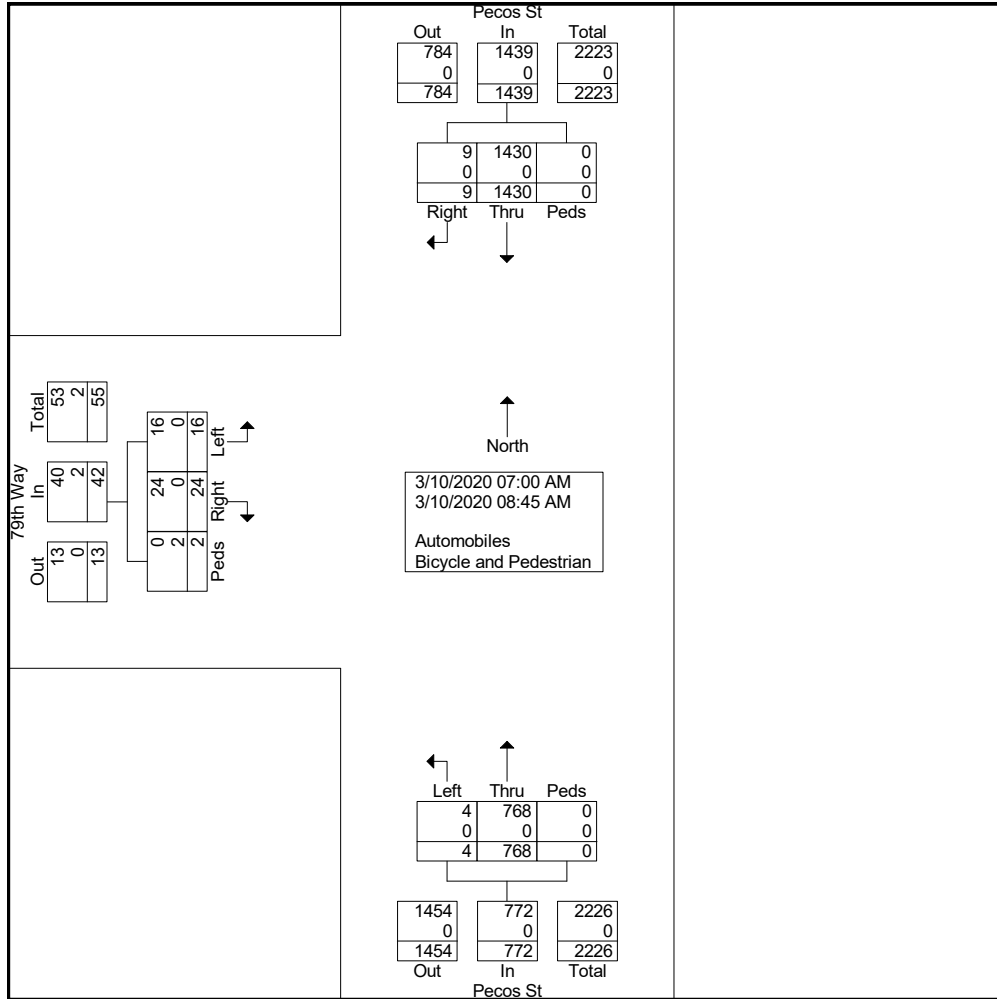 Pecos St
Out In Total
784 1439 2223
0 0 0
784 1439 2223
9 1430 0
0 0 0
9 1430 0
Right Thru Peds
79th Way
Total
53
2
55
In
40
2
42
Out
13
0
13
16
0
16
Left
24
0
24
Right
0
2
2
Peds
North
3/10/2020 07:00 AM
3/10/2020 08:45 AM
Automobiles
Bicycle and Pedestrian
Left Thru Peds
4 768 0
0 0 0
4 768 0
1454 772 2226
0 0 0
1454 772 2226
Out In Total
Pecos St